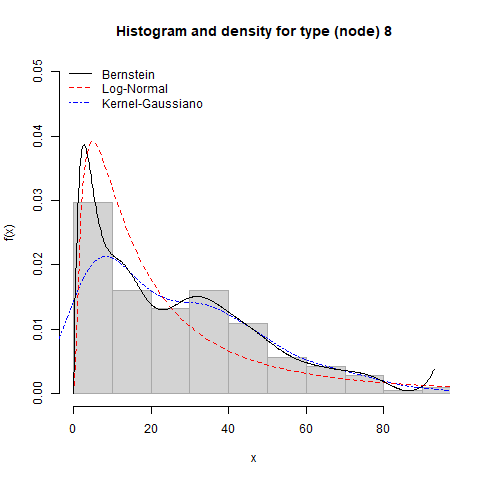 Histogram and density for type (node) 8
0.05
Bernstein
Log-Normal
Kernel-Gaussiano
0.04
0.03
f(x)
0.02
0.01
0.00
0 20 40 60 80
x